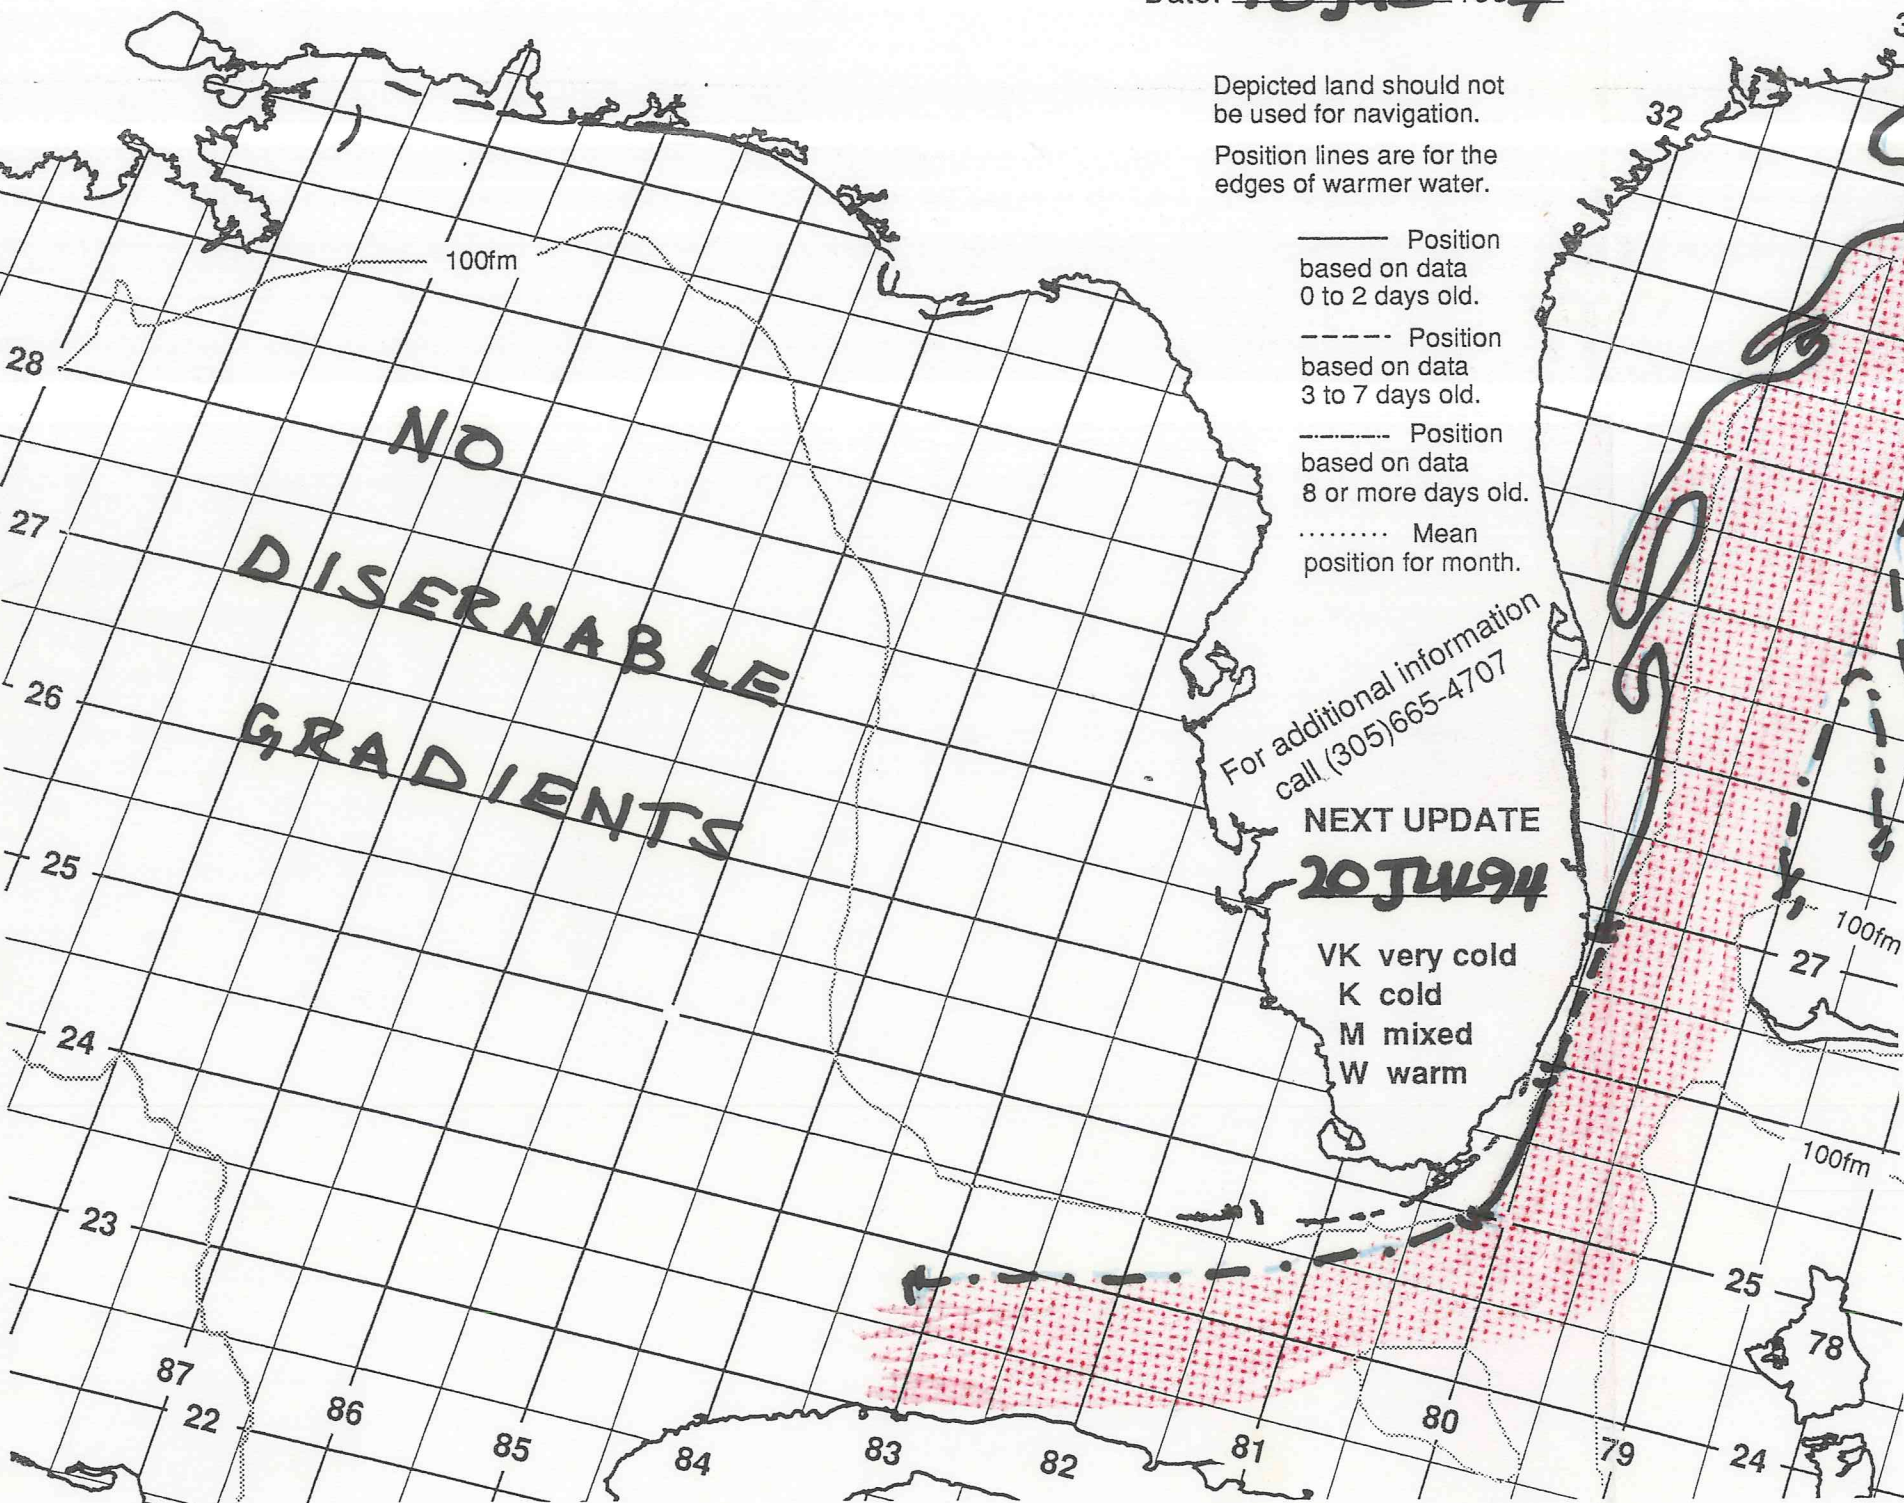 Depicted land should not
be used for navigation.
Position lines are for the
edges of warmer water.
32
Position
based on data
0 to 2 days old.
100fm
Position
based on data
3 to 7 days old.
28
NO
Position
based on data
8 or more days old.
27
Mean
position for month.
DISERNABLE
For additional information
call (305)665-4707
26
GRADIENTS
NEXT UPDATE
20JUL94
25
100fm
VK very cold
27
K cold
24
M mixed
W warm
100fm
23
25
78
87
22
86
80
85
84
83
82
81
79
24